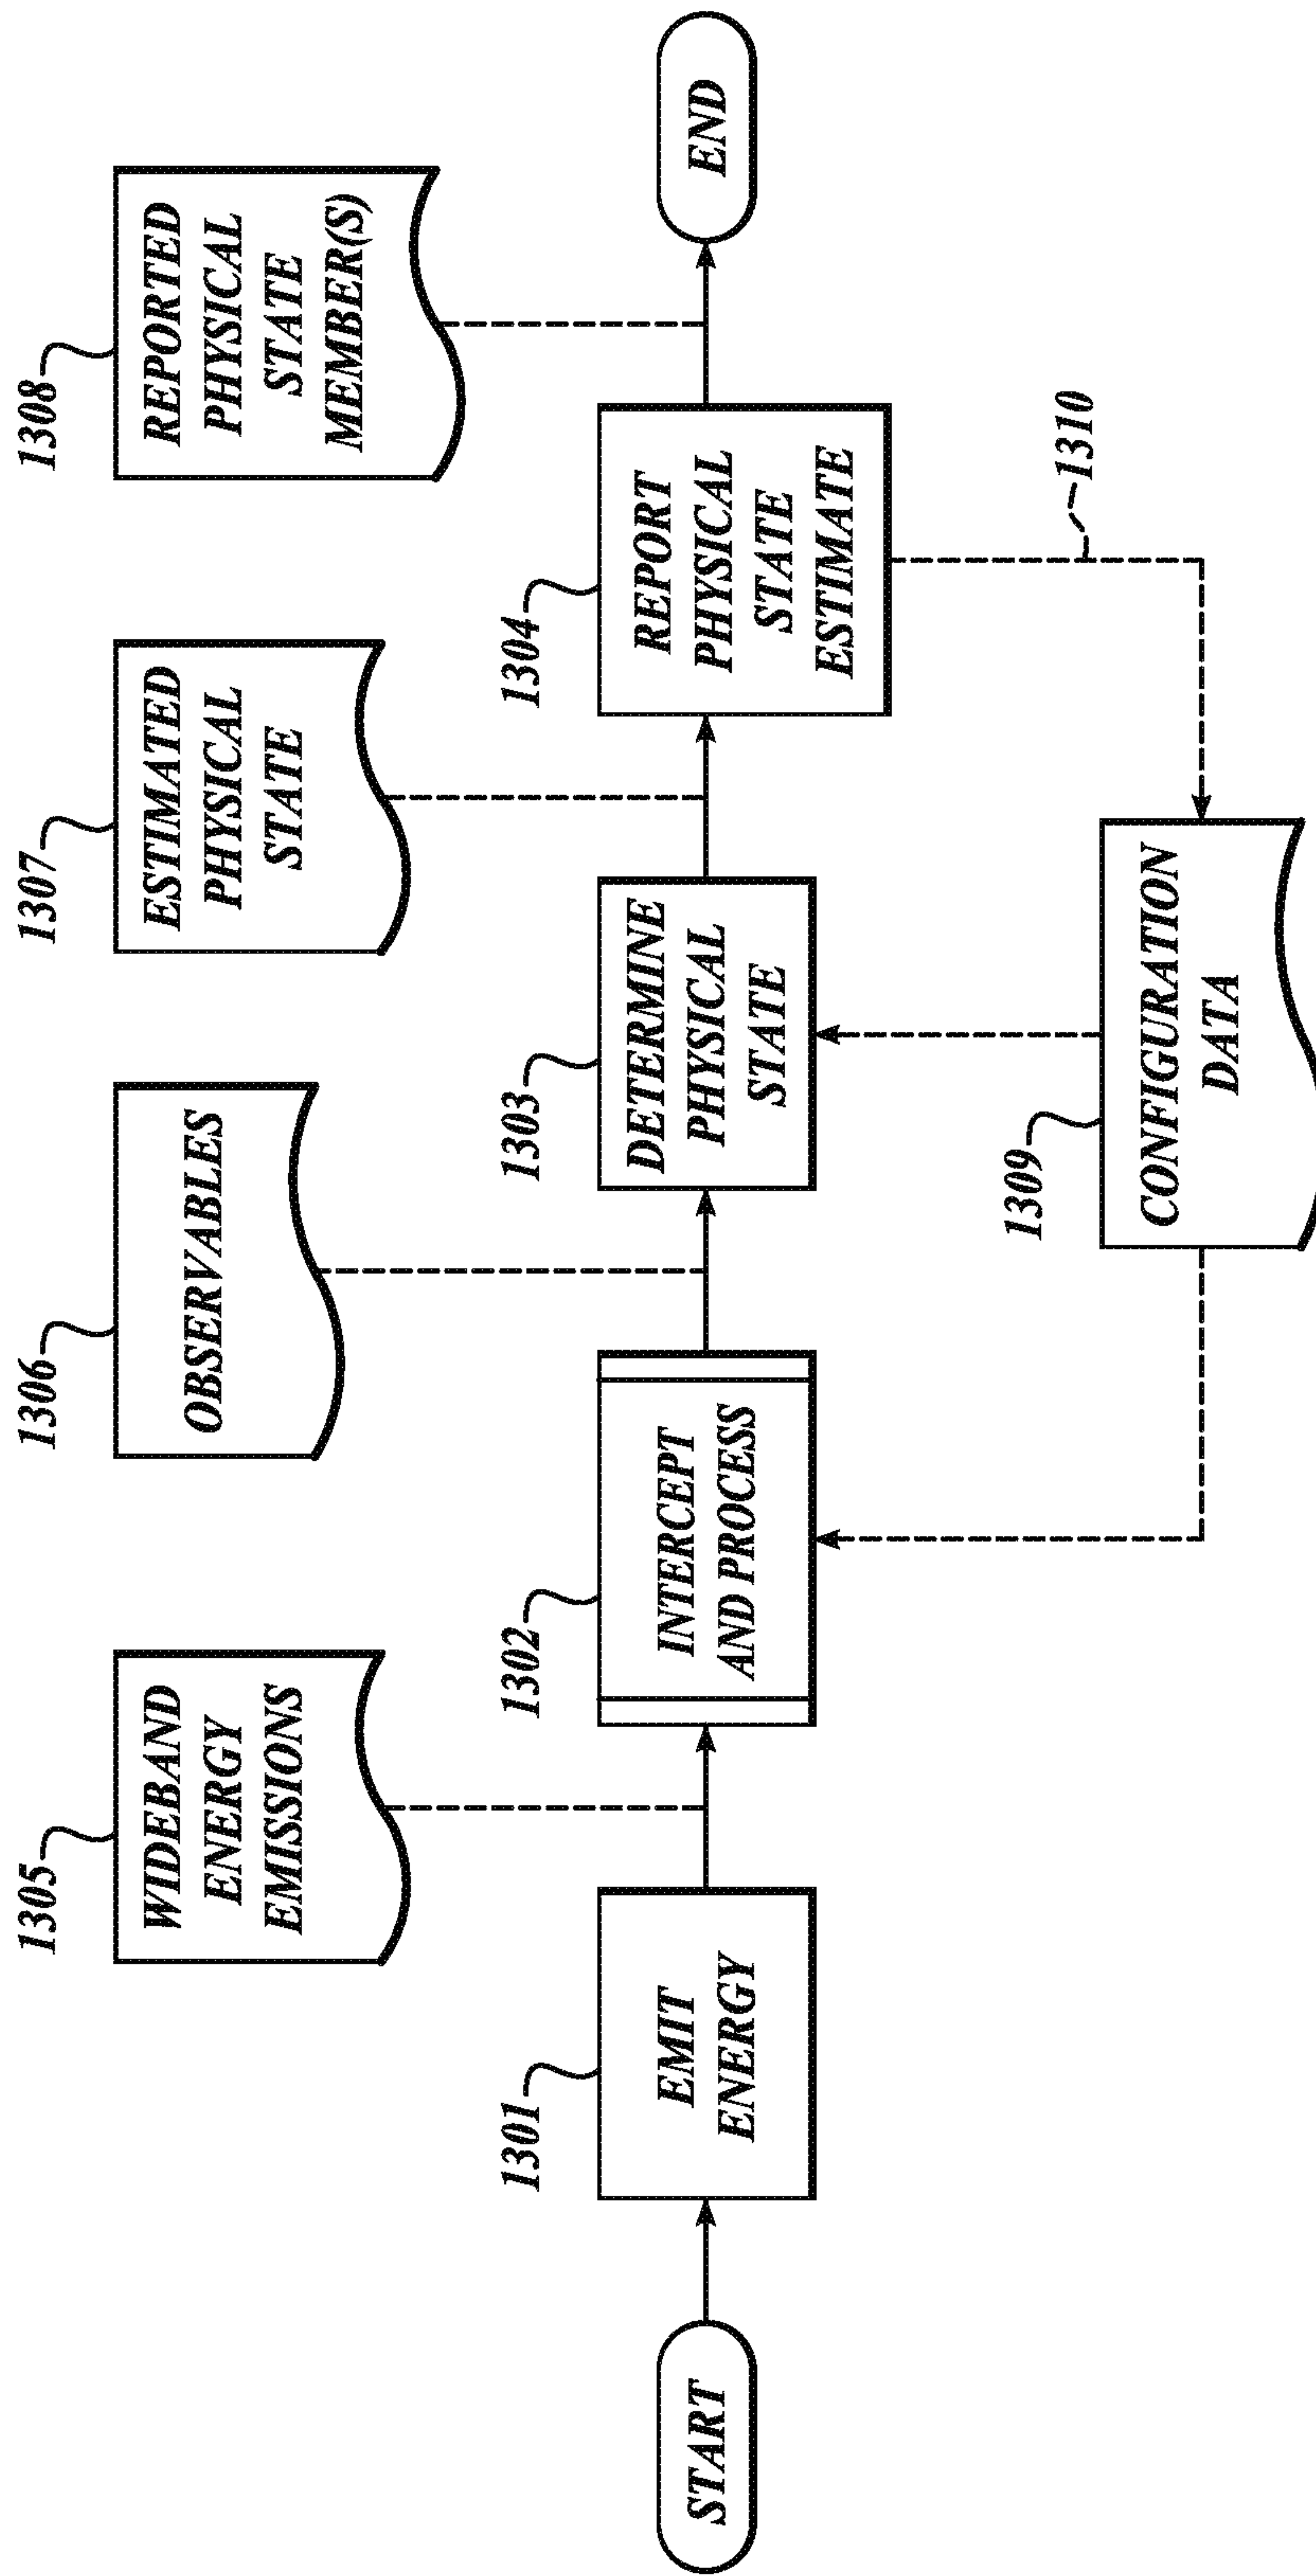 1305
WIDEBAND
ENERGY
EMISSIONS
1306
OBSERVABLES
1307
ESTIMATED
PHYSICAL
STATE
1308
REPORTED
PHYSICAL
STATE
MEMBER(S)
START
1301
EMIT
ENERGY
1302
INTERCEPT
AND PROCESS
1303
DETERMINE
PHYSICAL
STATE
1304
REPORT
PHYSICAL
STATE
ESTIMATE
END
1309
CONFIGURATION
DATA
1310